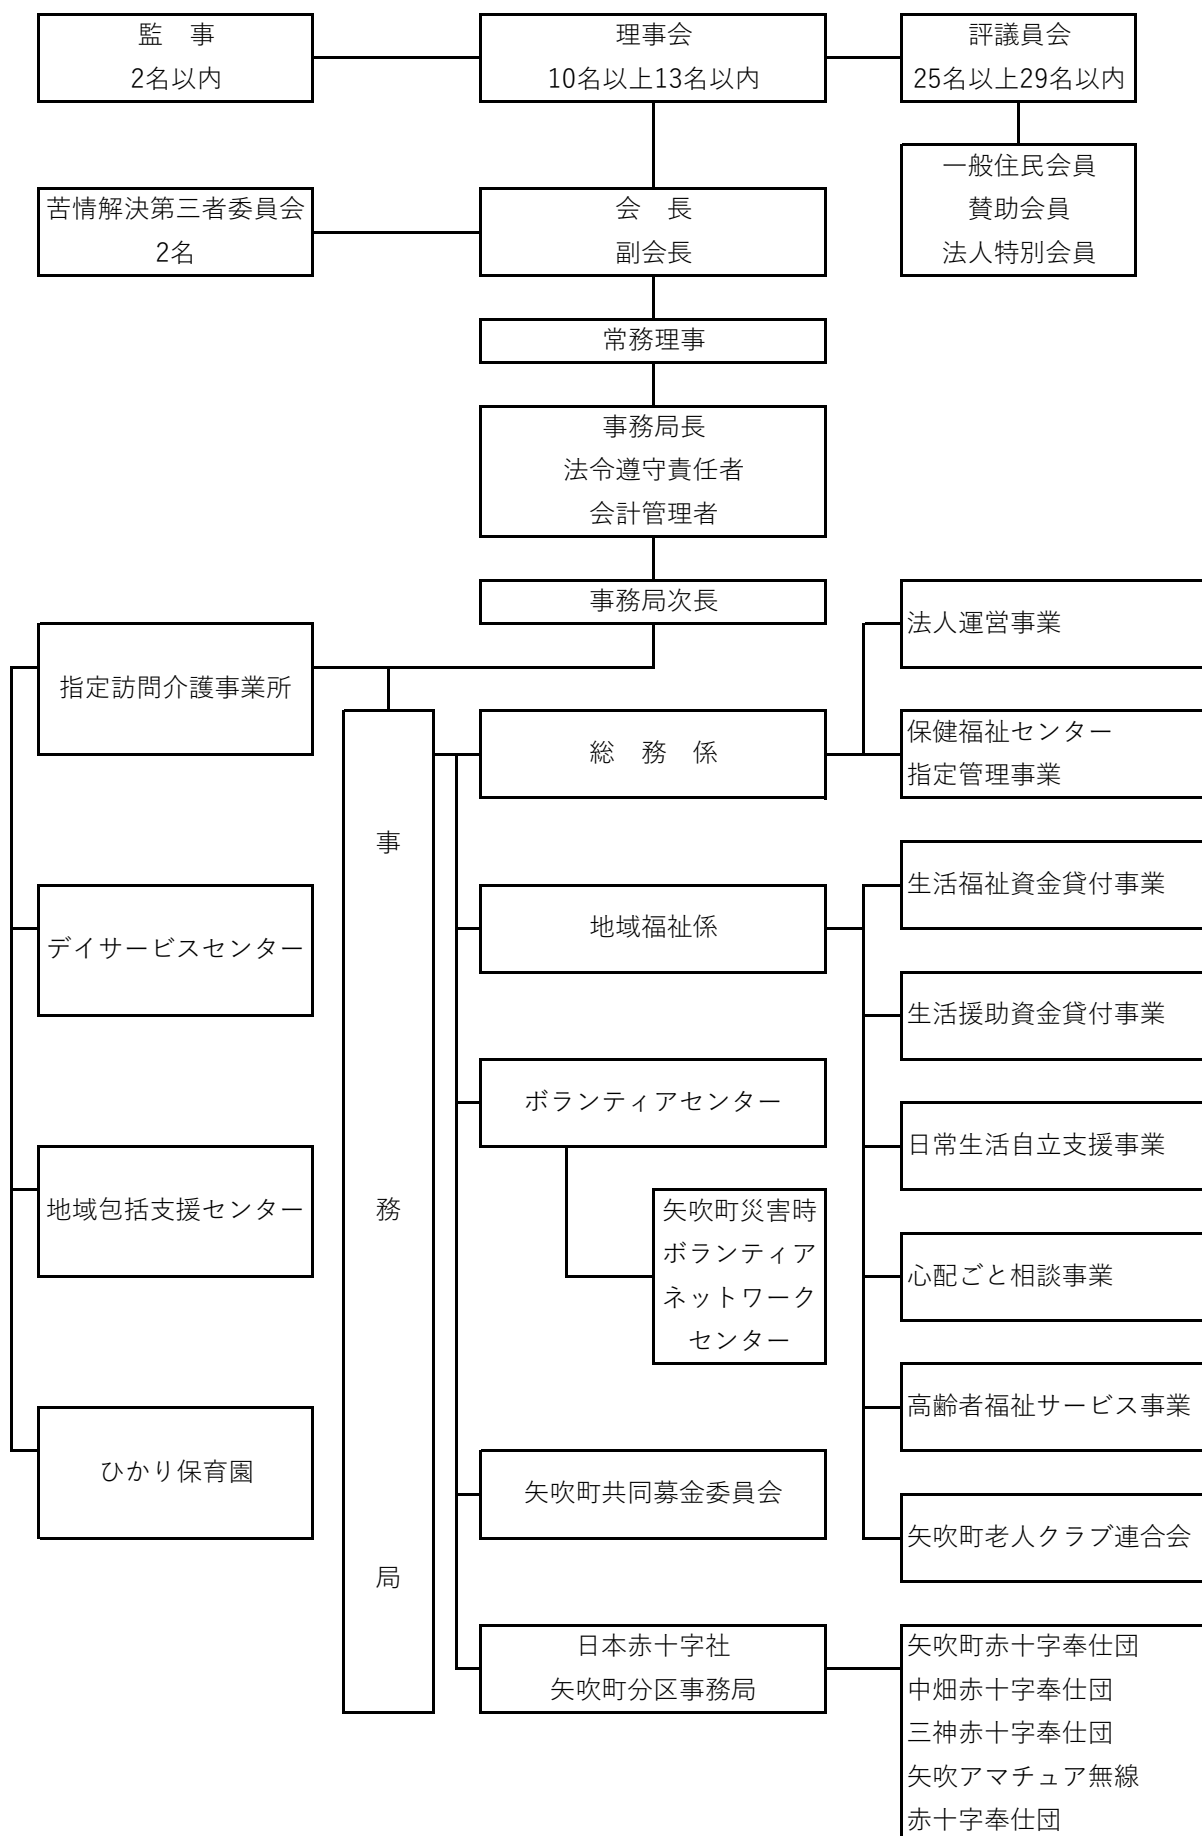 監　事
2名以内
理事会
10名以上13名以内
評議員会
25名以上29名以内
一般住民会員
賛助会員
法人特別会員
苦情解決第三者委員会
2名
会　長
副会長
常務理事
事務局長
法令遵守責任者
会計管理者
事務局次長
指定訪問介護事業所
デイサービスセンター
地域包括支援センター
ひかり保育園
事
務
局
総　務　係
法人運営事業
保健福祉センター
指定管理事業
地域福祉係
生活福祉資金貸付事業
生活援助資金貸付事業
日常生活自立支援事業
心配ごと相談事業
高齢者福祉サービス事業
矢吹町老人クラブ連合会
ボランティアセンター
矢吹町災害時
ボランティア
ネットワーク
センター
矢吹町共同募金委員会
日本赤十字社
矢吹町分区事務局
矢吹町赤十字奉仕団
中畑赤十字奉仕団
三神赤十字奉仕団
矢吹アマチュア無線
赤十字奉仕団